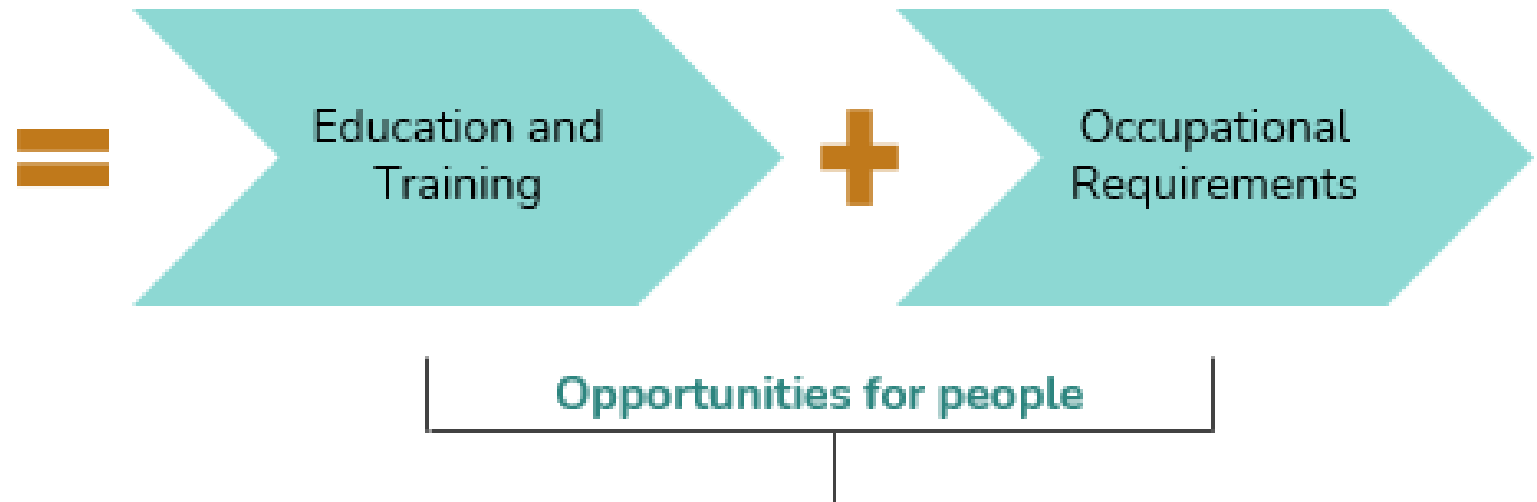 =
Education and
Training
+
Occupational
Requirements
Opportunities for people